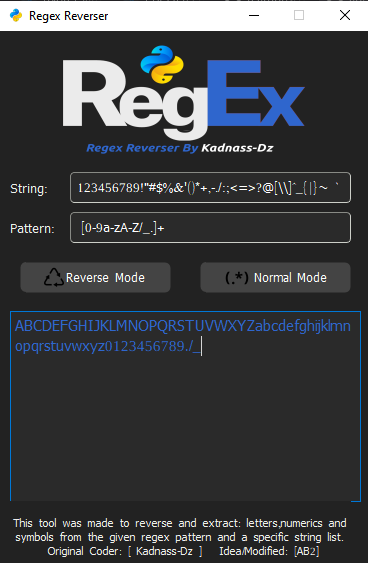 Regex Reverser
RegEx
Regex Reverser By Kadnass-Dz
String: 123456789!"#$%&'()*+,-./:;<=>?@[\\]^_{|}~ `
Pattern: [0-9a-zA-Z/_.]+
Reverse Mode (.*) Normal Mode
ABCDEFGHIJKLMNOPQRSTUVWXYZabcdefghijklmn
opqrstuvwxyz0123456789./_
This tool was made to reverse and extract: letters,numerics and
symbols from the given regex pattern and a specific string list.
Original Coder: [ Kadnass-Dz ] Idea/Modified: [AB2]